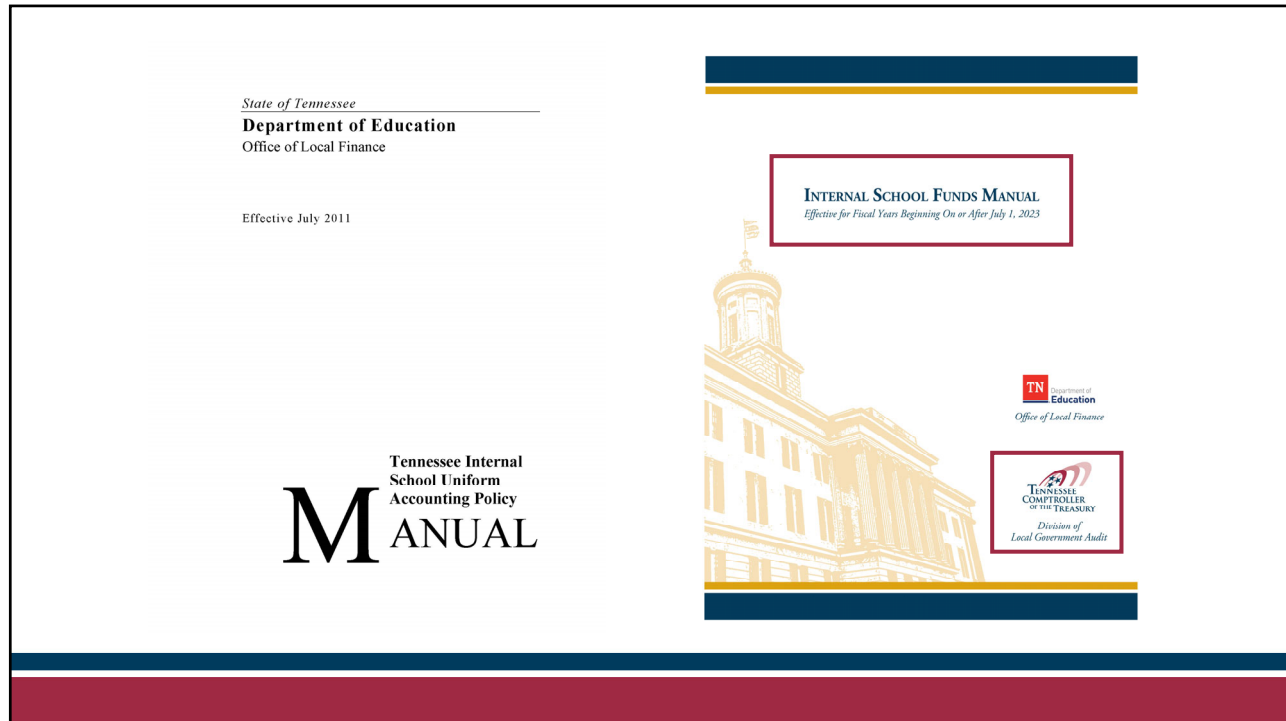 State of Tennessee
Department of Education
Office of Local Finance
Effective July 2011
Tennessee Internal
School Uniform
Accounting Policy
MANUAL
INTERNAL SCHOOL FUNDS MANUAL
Effective for Fiscal Years Beginning On or After July 1, 2023
TN
Department of
Education
Office of Local Finance
TENNESSEE
COMPTROLLER
OF THE TREASURY
Division of
Local Government Audit